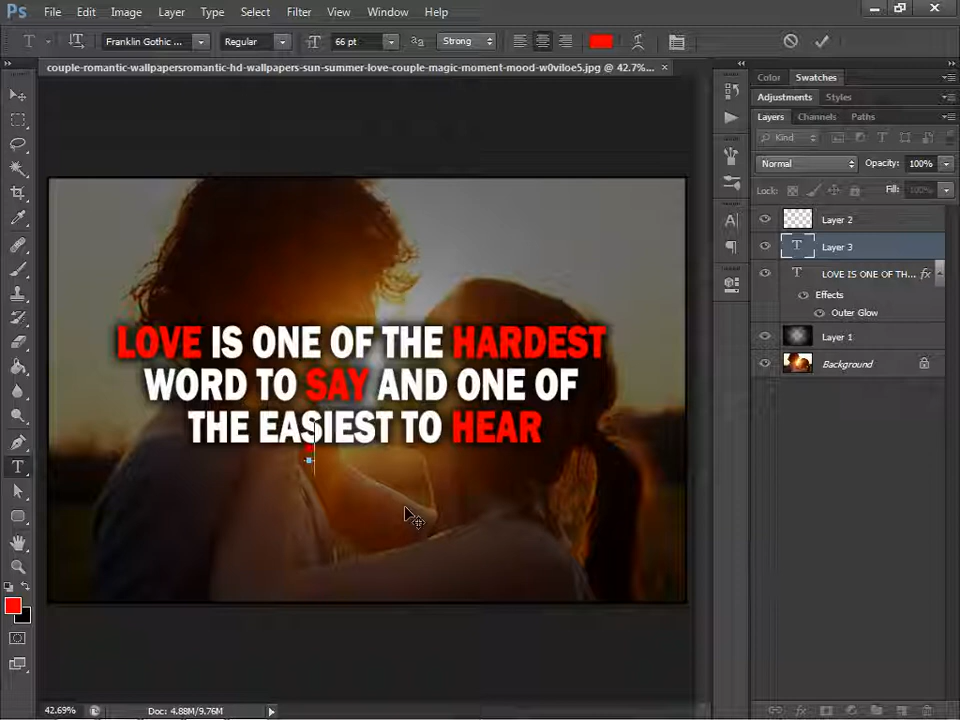 Ps File Edit Image Layer Type Select Filter View Window Help
T Franklin Gothic ... Regular 66 pt Strong
couple-romantic-wallpapersromantic-hd-wallpapers-sun-summer-love-couple-magic-moment-mood-w0viloe5.jpg @ 42.7%...
Color Swatches
Adjustments Styles
Layers Channels Paths
Kind
Normal Opacity: 100%
Lock: Fill: 100%
Layer 2
T Layer 3
T LOVE IS ONE OF TH... fx
Effects
Outer Glow
Layer 1
Background
LOVE IS ONE OF THE HARDEST
WORD TO SAY AND ONE OF
THE EASIEST TO HEAR
42.69% Doc: 4.88M/9.76M